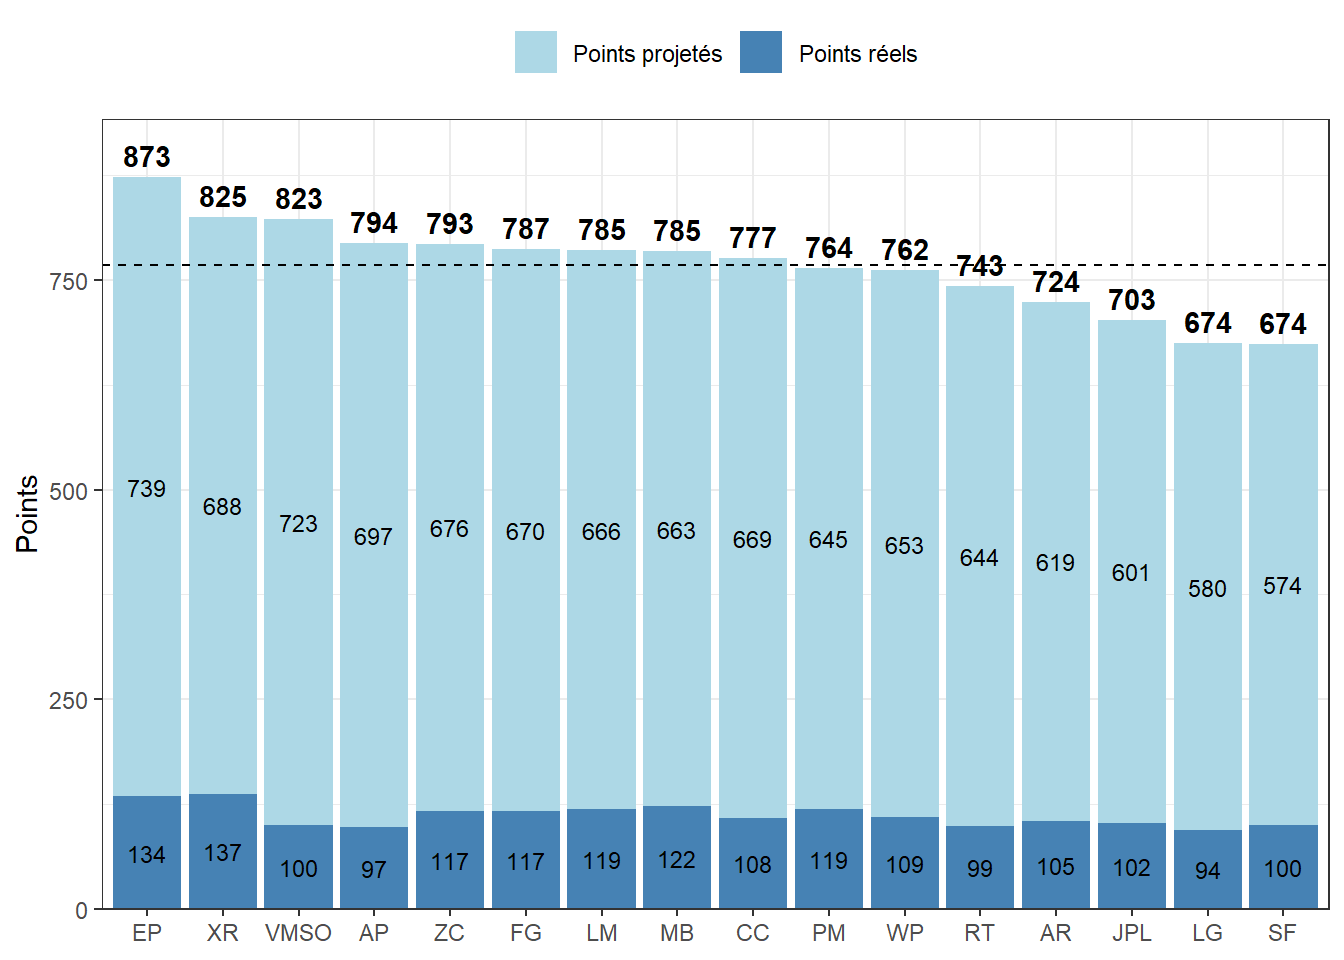 Points projetés Points réels
873 825 823 794 793 787 785 785 777 764 762 743 724 703 674 674
750
500
250
0
Points
739 688 723 697 676 670 666 663 669 645 653 644 619 601 580 574
134 137 100 97 117 117 119 122 108 119 109 99 105 102 94 100
EP XR VMSO AP ZC FG LM MB CC PM WP RT AR JPL LG SF